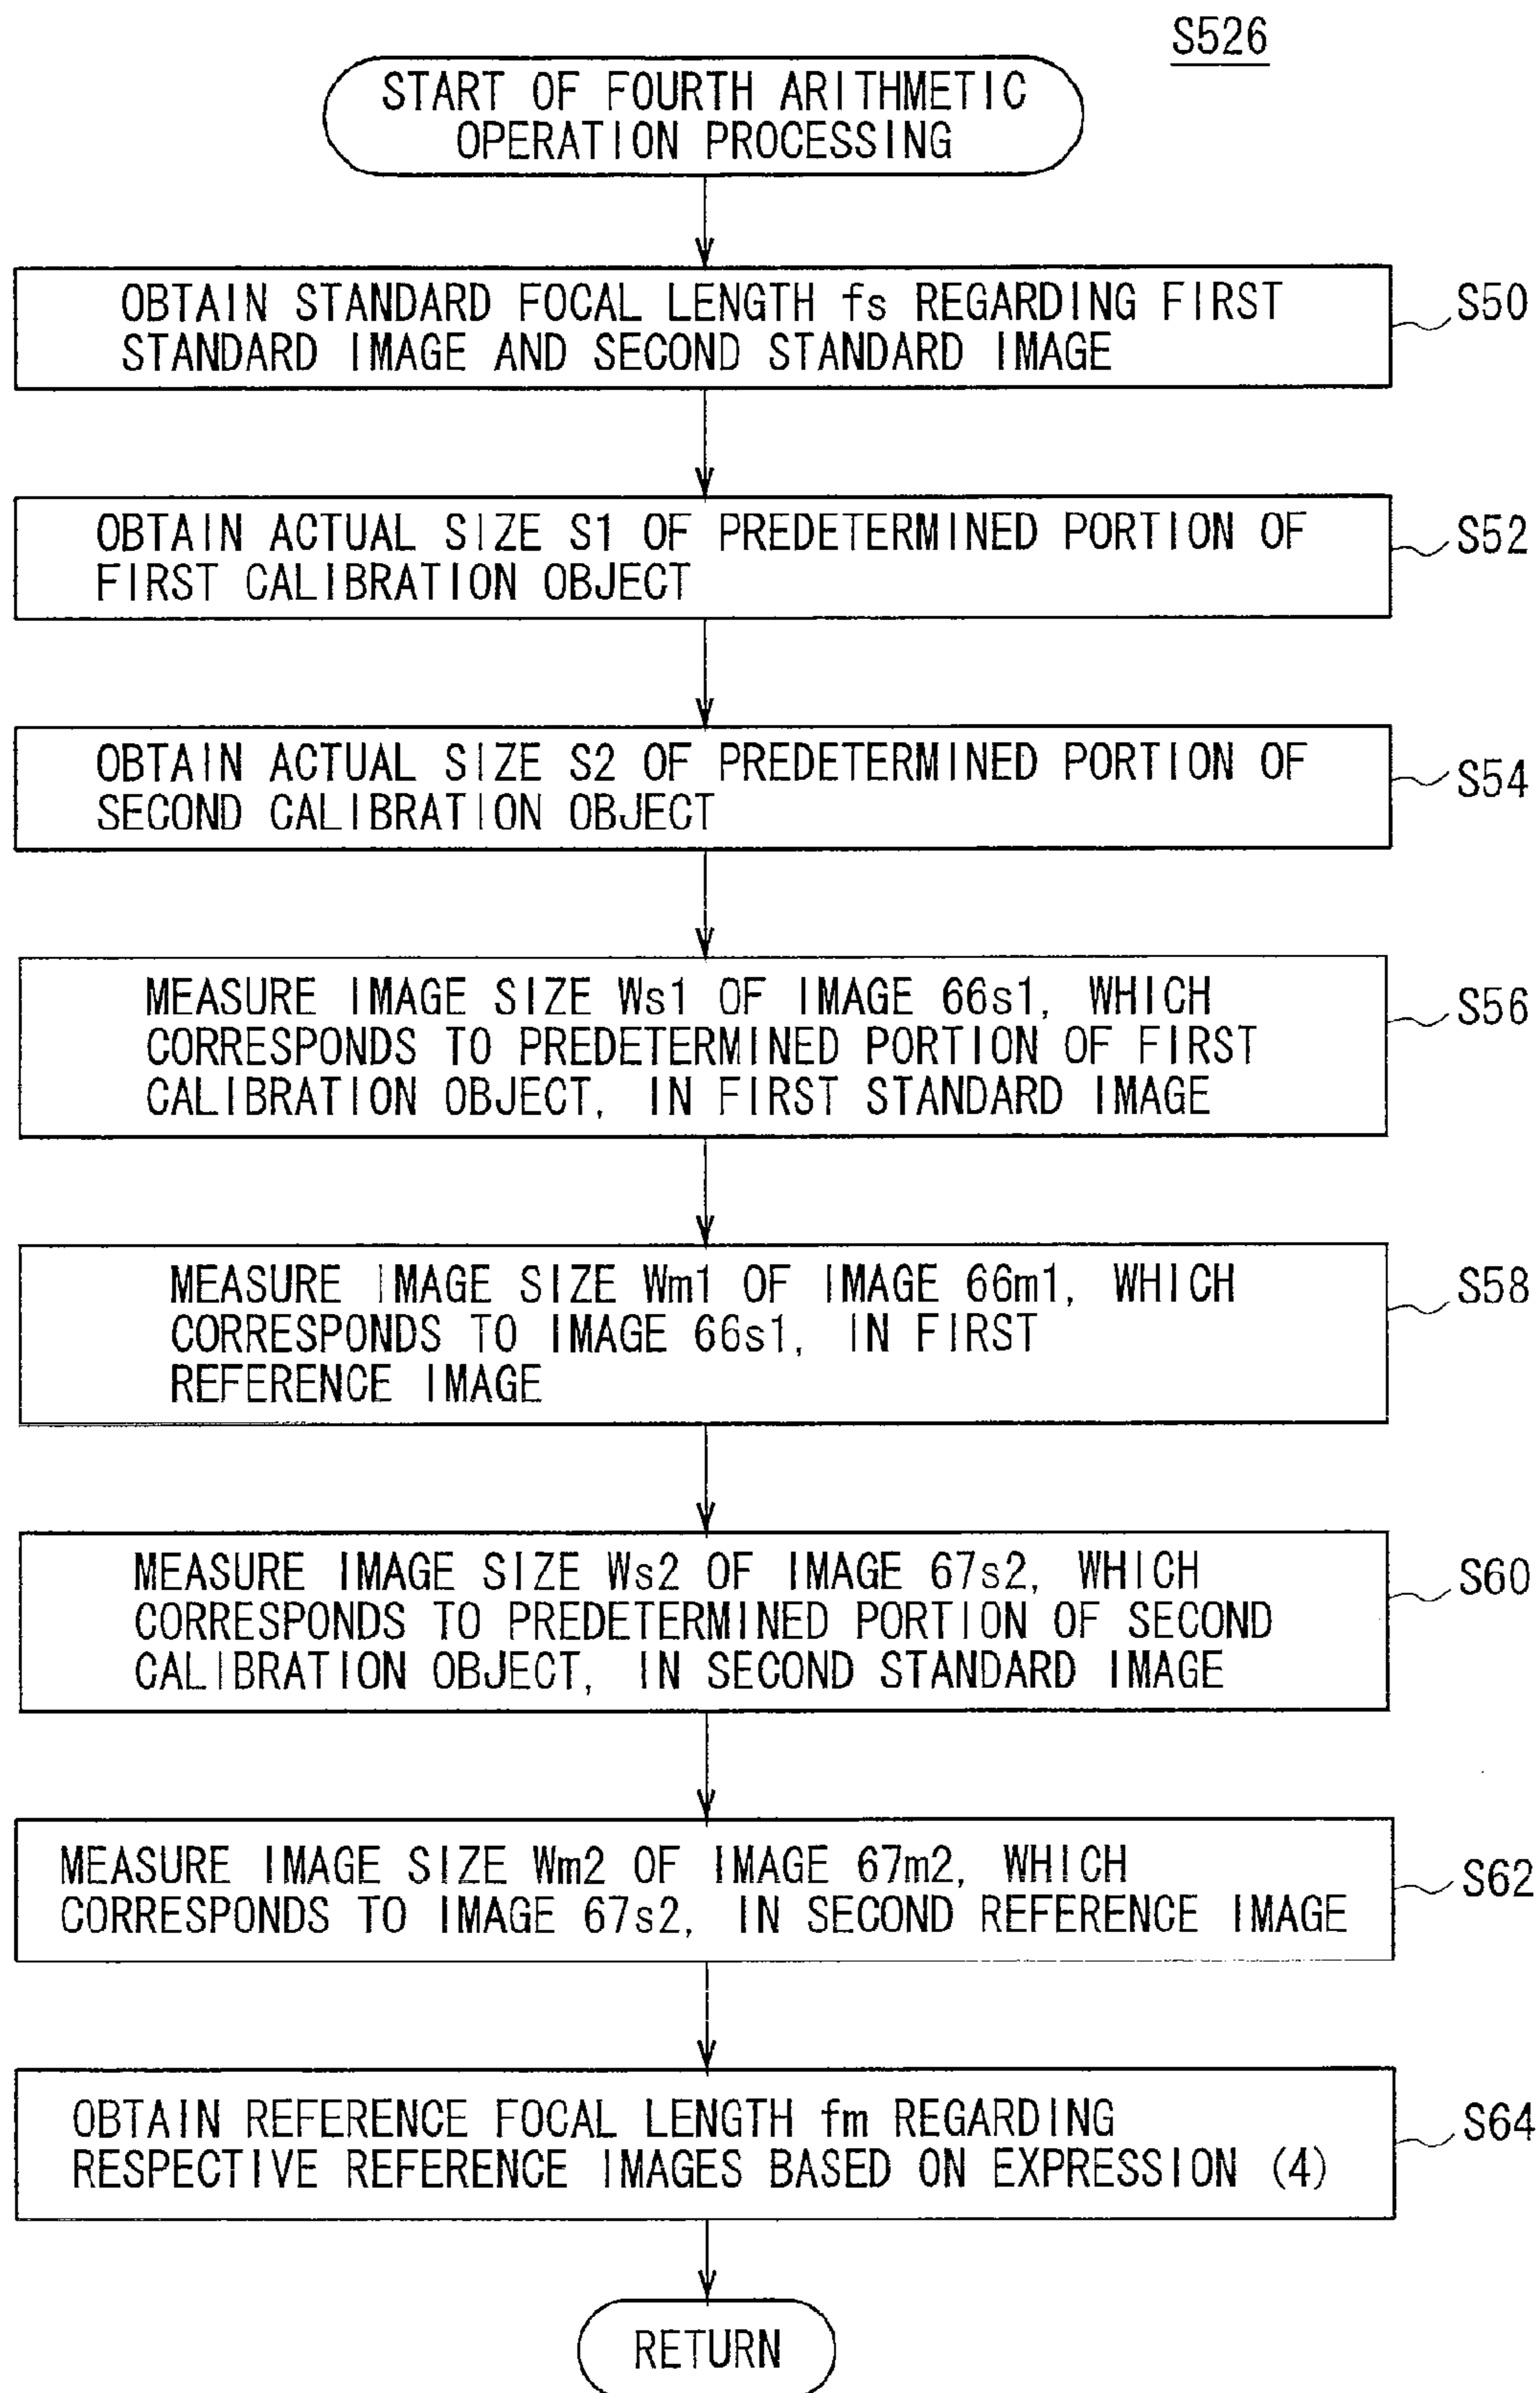 S526
START OF FOURTH ARITHMETIC
OPERATION PROCESSING
OBTAIN STANDARD FOCAL LENGTH fs REGARDING FIRST
STANDARD IMAGE AND SECOND STANDARD IMAGE
S50
OBTAIN ACTUAL SIZE S1 OF PREDETERMINED PORTION OF
FIRST CALIBRATION OBJECT
S52
OBTAIN ACTUAL SIZE S2 OF PREDETERMINED PORTION OF
SECOND CALIBRATION OBJECT
S54
MEASURE IMAGE SIZE Ws1 OF IMAGE 66s1, WHICH
CORRESPONDS TO PREDETERMINED PORTION OF FIRST
CALIBRATION OBJECT, IN FIRST STANDARD IMAGE
S56
MEASURE IMAGE SIZE Wm1 OF IMAGE 66m1, WHICH
CORRESPONDS TO IMAGE 66s1, IN FIRST
REFERENCE IMAGE
S58
MEASURE IMAGE SIZE Ws2 OF IMAGE 67s2, WHICH
CORRESPONDS TO PREDETERMINED PORTION OF SECOND
CALIBRATION OBJECT, IN SECOND STANDARD IMAGE
S60
MEASURE IMAGE SIZE Wm2 OF IMAGE 67m2, WHICH
CORRESPONDS TO IMAGE 67s2, IN SECOND REFERENCE IMAGE
S62
OBTAIN REFERENCE FOCAL LENGTH fm REGARDING
RESPECTIVE REFERENCE IMAGES BASED ON EXPRESSION (4)
S64
RETURN